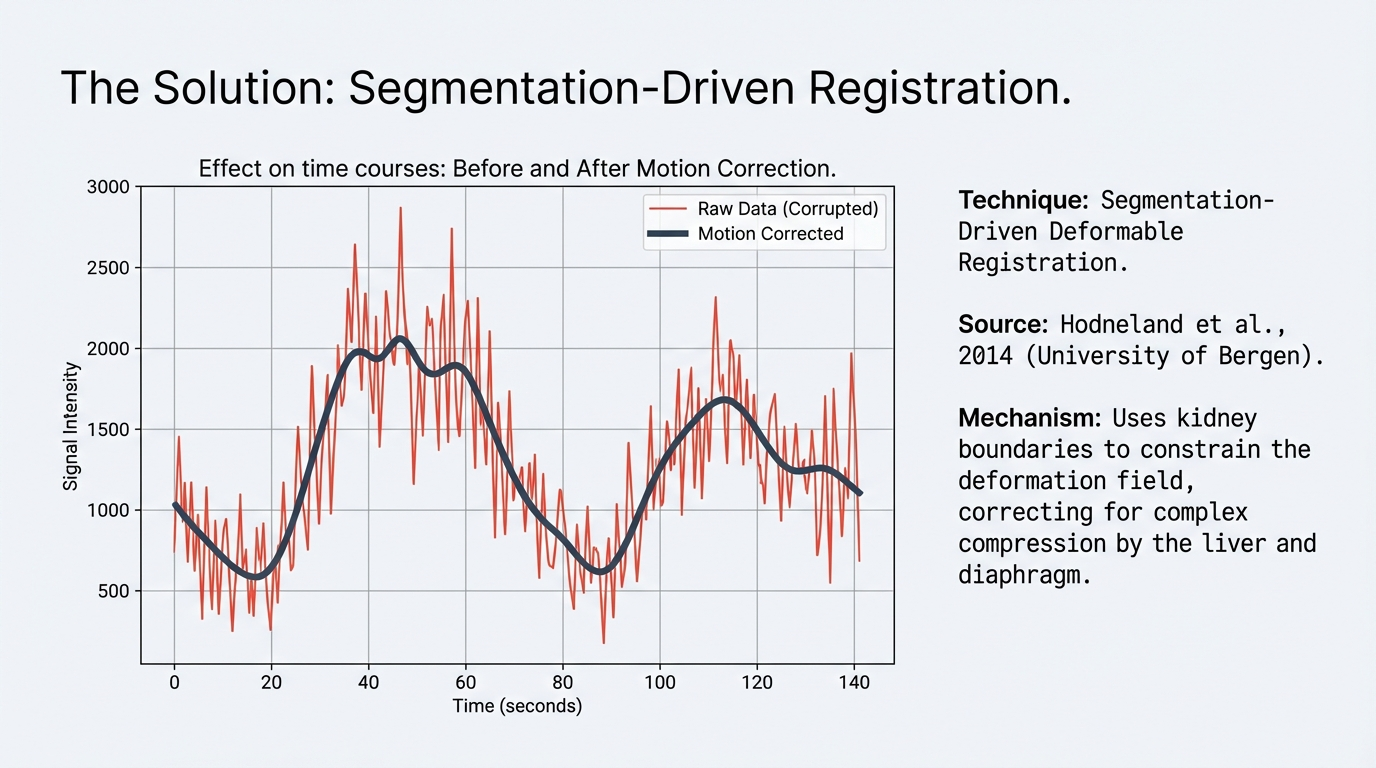 The Solution: Segmentation-Driven Registration.
Effect on time courses: Before and After Motion Correction.
3000
2500
2000
1500
1000
500
Signal Intensity
Raw Data (Corrupted)
Motion Corrected
0 20 40 60 80 100 120 140
Time (seconds)
Technique: Segmentation-
Driven Deformable
Registration.
Source: Hodneland et al.,
2014 (University of Bergen).
Mechanism: Uses kidney
boundaries to constrain the
deformation field,
correcting for complex
compression by the liver and
diaphragm.